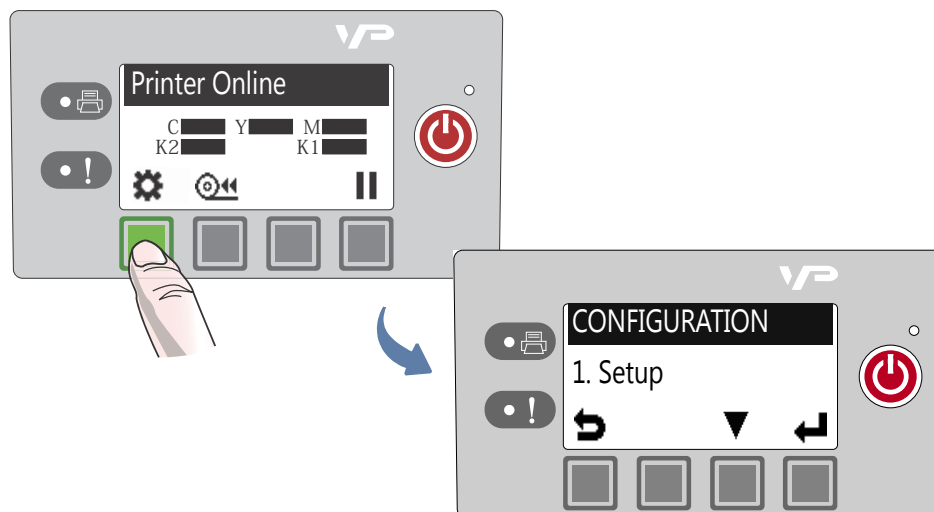 VP
Printer Online
C Y M
K2 K1
!
VP
CONFIGURATION
1. Setup
!